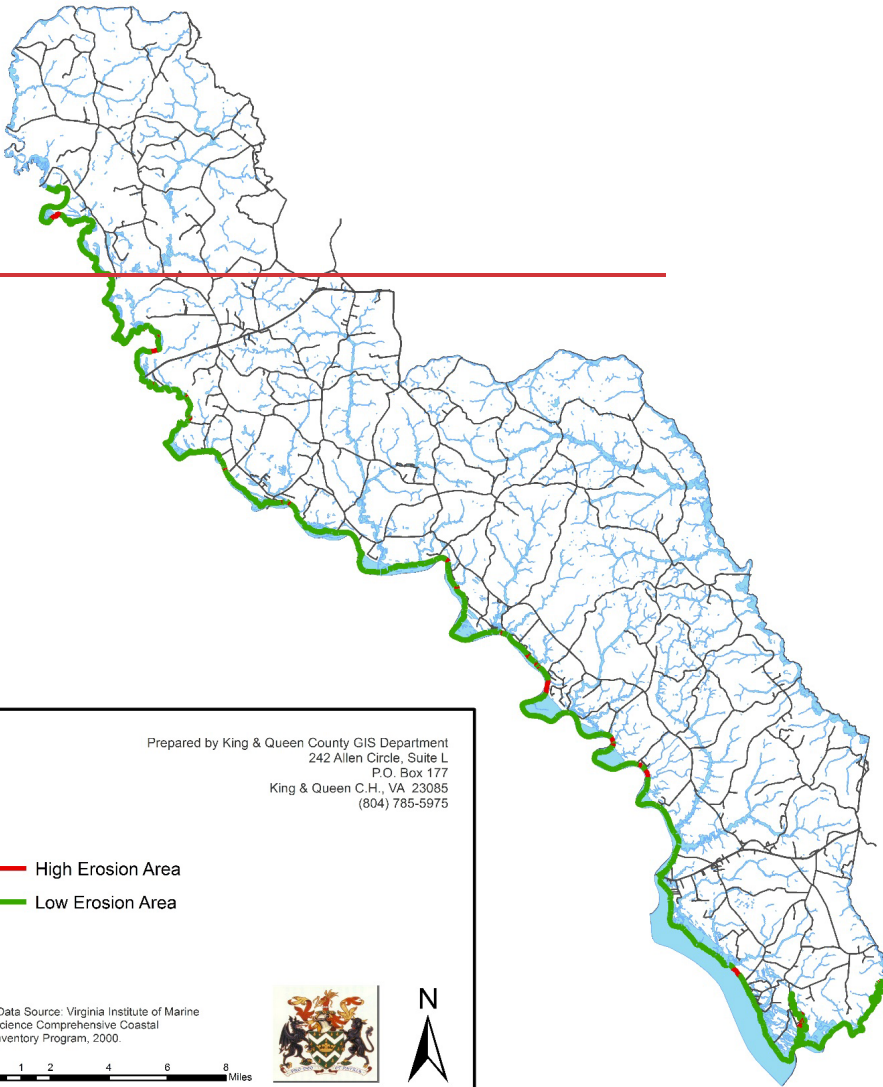 Prepared by King & Queen County GIS Department
242 Allen Circle, Suite L
P.O. Box 177
King & Queen C.H., VA 23085
(804) 785-5975
High Erosion Area
Low Erosion Area
Data Source: Virginia Institute of Marine
cience Comprehensive Coastal
ventory Program, 2000.
N
1 2 4 6 8
Miles